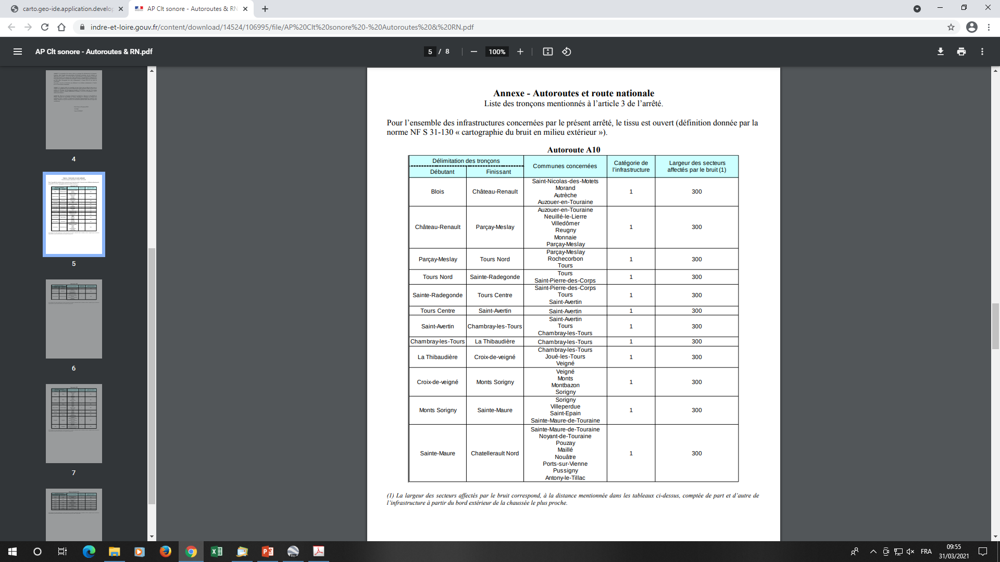 carto.geo-ide.application.develop
AP Clt sonore - Autoroutes & RN
indre-et-loire.gouv.fr/content/download/14524/106995/file/AP%20Clt%20sonore%20-%20Autoroutes%20&%20RN.pdf
AP Clt sonore - Autoroutes & RN.pdf
5 / 8
100%
4
5
6
7
Annexe - Autoroutes et route nationale
Liste des tronçons mentionnés à l'article 3 de l'arrêté.
Pour l'ensemble des infrastructures concernées par le présent arrêté, le tissu est ouvert (définition donnée par la
norme NF S 31-130 « cartographie du bruit en milieu extérieur »).
Autoroute A10
Délimitation des tronçons
Débutant
Finissant
Communes concernées
Catégorie de
l'infrastructure
Largeur des secteurs
affectés par le bruit (1)
Blois
Château-Renault
Saint-Nicolas-des-Motets
Morand
Autrèche
Auzouer-en-Touraine
1
300
Château-Renault
Parçay-Meslay
Auzouer-en-Touraine
Neuillé-le-Lierre
Villedômer
Reugny
Monnaie
Parçay-Meslay
1
300
Parçay-Meslay
Tours Nord
Parçay-Meslay
Rochecorbon
Tours
1
300
Tours Nord
Sainte-Radegonde
Tours
Saint-Pierre-des-Corps
1
300
Sainte-Radegonde
Tours Centre
Saint-Pierre-des-Corps
Tours
Saint-Avertin
1
300
Tours Centre
Saint-Avertin
Saint-Avertin
1
300
Saint-Avertin
Chambray-les-Tours
Saint-Avertin
Tours
Chambray-les-Tours
1
300
Chambray-les-Tours
La Thibaudière
Chambray-les-Tours
1
300
La Thibaudière
Croix-de-veigné
Chambray-les-Tours
Joué-les-Tours
Veigné
1
300
Croix-de-veigné
Monts Sorigny
Veigné
Monts
Montbazon
Sorigny
1
300
Monts Sorigny
Sainte-Maure
Sorigny
Villeperdue
Saint-Epain
Sainte-Maure-de-Touraine
1
300
Sainte-Maure
Chatellerault Nord
Sainte-Maure-de-Touraine
Noyant-de-Touraine
Pouzay
Maillé
Nouâtre
Ports-sur-Vienne
Pussigny
Antony-le-Tillac
1
300
(1) La largeur des secteurs affectés par le bruit correspond, à la distance mentionnée dans les tableaux ci-dessus, comptée de part et d'autre de
l'infrastructure à partir du bord extérieur de la chaussée le plus proche.
FRA
09:55
31/03/2021